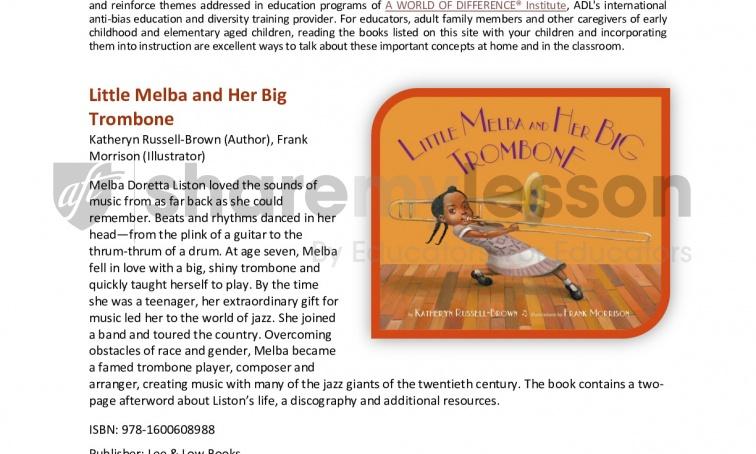 and reinforce themes addressed in education programs of A WORLD OF DIFFERENCE® Institute, ADL's international
anti-bias education and diversity training provider. For educators, adult family members and other caregivers of early
childhood and elementary aged children, reading the books listed on this site with your children and incorporating
them into instruction are excellent ways to talk about these important concepts at home and in the classroom.
Little Melba and Her Big
Trombone
Katheryn Russell-Brown (Author), Frank
Morrison (Illustrator)
Melba Doretta Liston loved the sounds of
music from as far back as she could
remember. Beats and rhythms danced in her
head—from the plink of a guitar to the
thrum-thrum of a drum. At age seven, Melba
fell in love with a big, shiny trombone and
quickly taught herself to play. By the time
she was a teenager, her extraordinary gift for
music led her to the world of jazz. She joined
a band and toured the country. Overcoming
obstacles of race and gender, Melba became
a famed trombone player, composer and
arranger, creating music with many of the jazz giants of the twentieth century. The book contains a two-
page afterword about Liston's life, a discography and additional resources.
ISBN: 978-1600608988
Publisher: Lee & Low Books
LITTLE MELBA AND HER BIG
TROMBONE
by KATHERYN RUSSELL-BROWN illustrations by FRANK MORRISON
aft sharemylesson
By Educators, For Educators